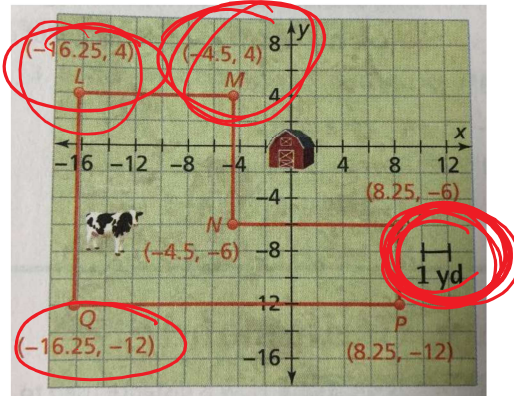 y
(−16.25, 4) (−4.5, 4) 8
L M 4
x
−16 −12 −8 −4 4 8 12
(8.25, −6)
N
(−4.5, −6) −8
1 yd
12
Q P
(−16.25, −12) (8.25, −12)
−16